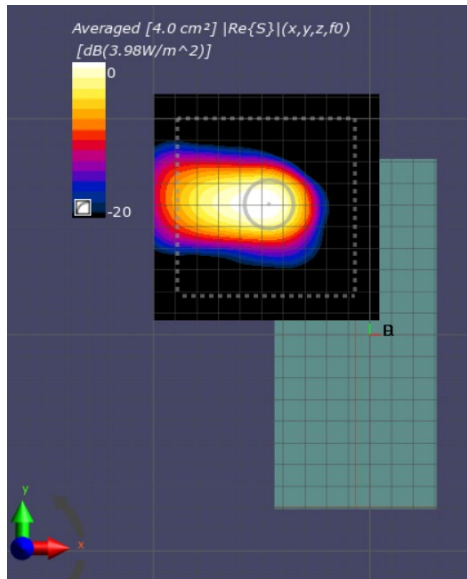 Averaged [4.0 cm²] |Re{S}|(x,y,z,f0)
[dB(3.98W/m^2)]
0
-20
y
x